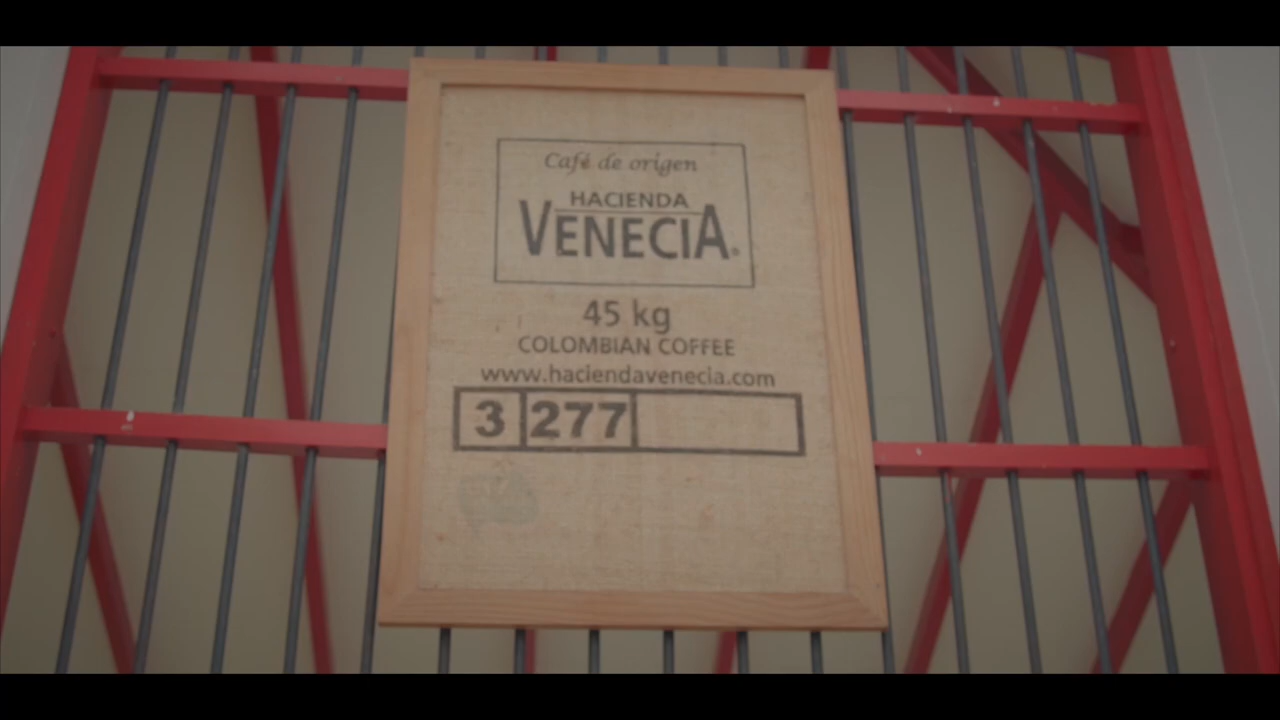 Café de origen
HACIENDA
VENECIA®
45 kg
COLOMBIAN COFFEE
www.haciendavenecia.com
3 277